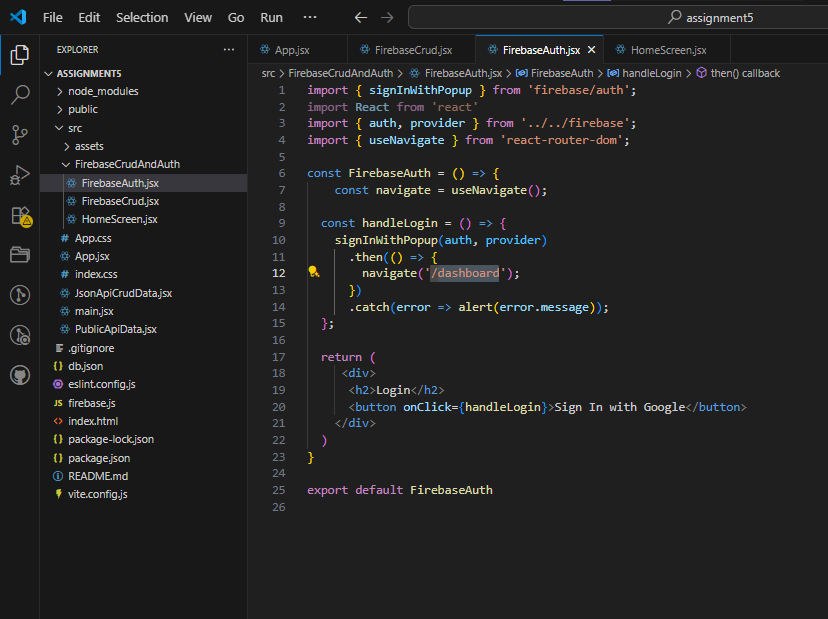 File Edit Selection View Go Run ··· ← → assignment5
EXPLORER ···
ASSIGNMENT5
node_modules
public
src
assets
FirebaseCrudAndAuth
FirebaseAuth.jsx
FirebaseCrud.jsx
HomeScreen.jsx
# App.css
App.jsx
# index.css
JsonApiCrudData.jsx
main.jsx
PublicApiData.jsx
.gitignore
{} db.json
eslint.config.js
JS firebase.js
<> index.html
{} package-lock.json
{} package.json
README.md
vite.config.js
App.jsx FirebaseCrud.jsx FirebaseAuth.jsx × HomeScreen.jsx
src > FirebaseCrudAndAuth > FirebaseAuth.jsx > FirebaseAuth > handleLogin > then() callback
1 import { signInWithPopup } from 'firebase/auth';
2 import React from 'react'
3 import { auth, provider } from '../../firebase';
4 import { useNavigate } from 'react-router-dom';
5
6 const FirebaseAuth = () => {
7 const navigate = useNavigate();
8
9 const handleLogin = () => {
10 signInWithPopup(auth, provider)
11 .then(() => {
12 navigate('/dashboard');
13 })
14 .catch(error => alert(error.message));
15 };
16
17 return (
18 <div>
19 <h2>Login</h2>
20 <button onClick={handleLogin}>Sign In with Google</button>
21 </div>
22 )
23 }
24
25 export default FirebaseAuth
26